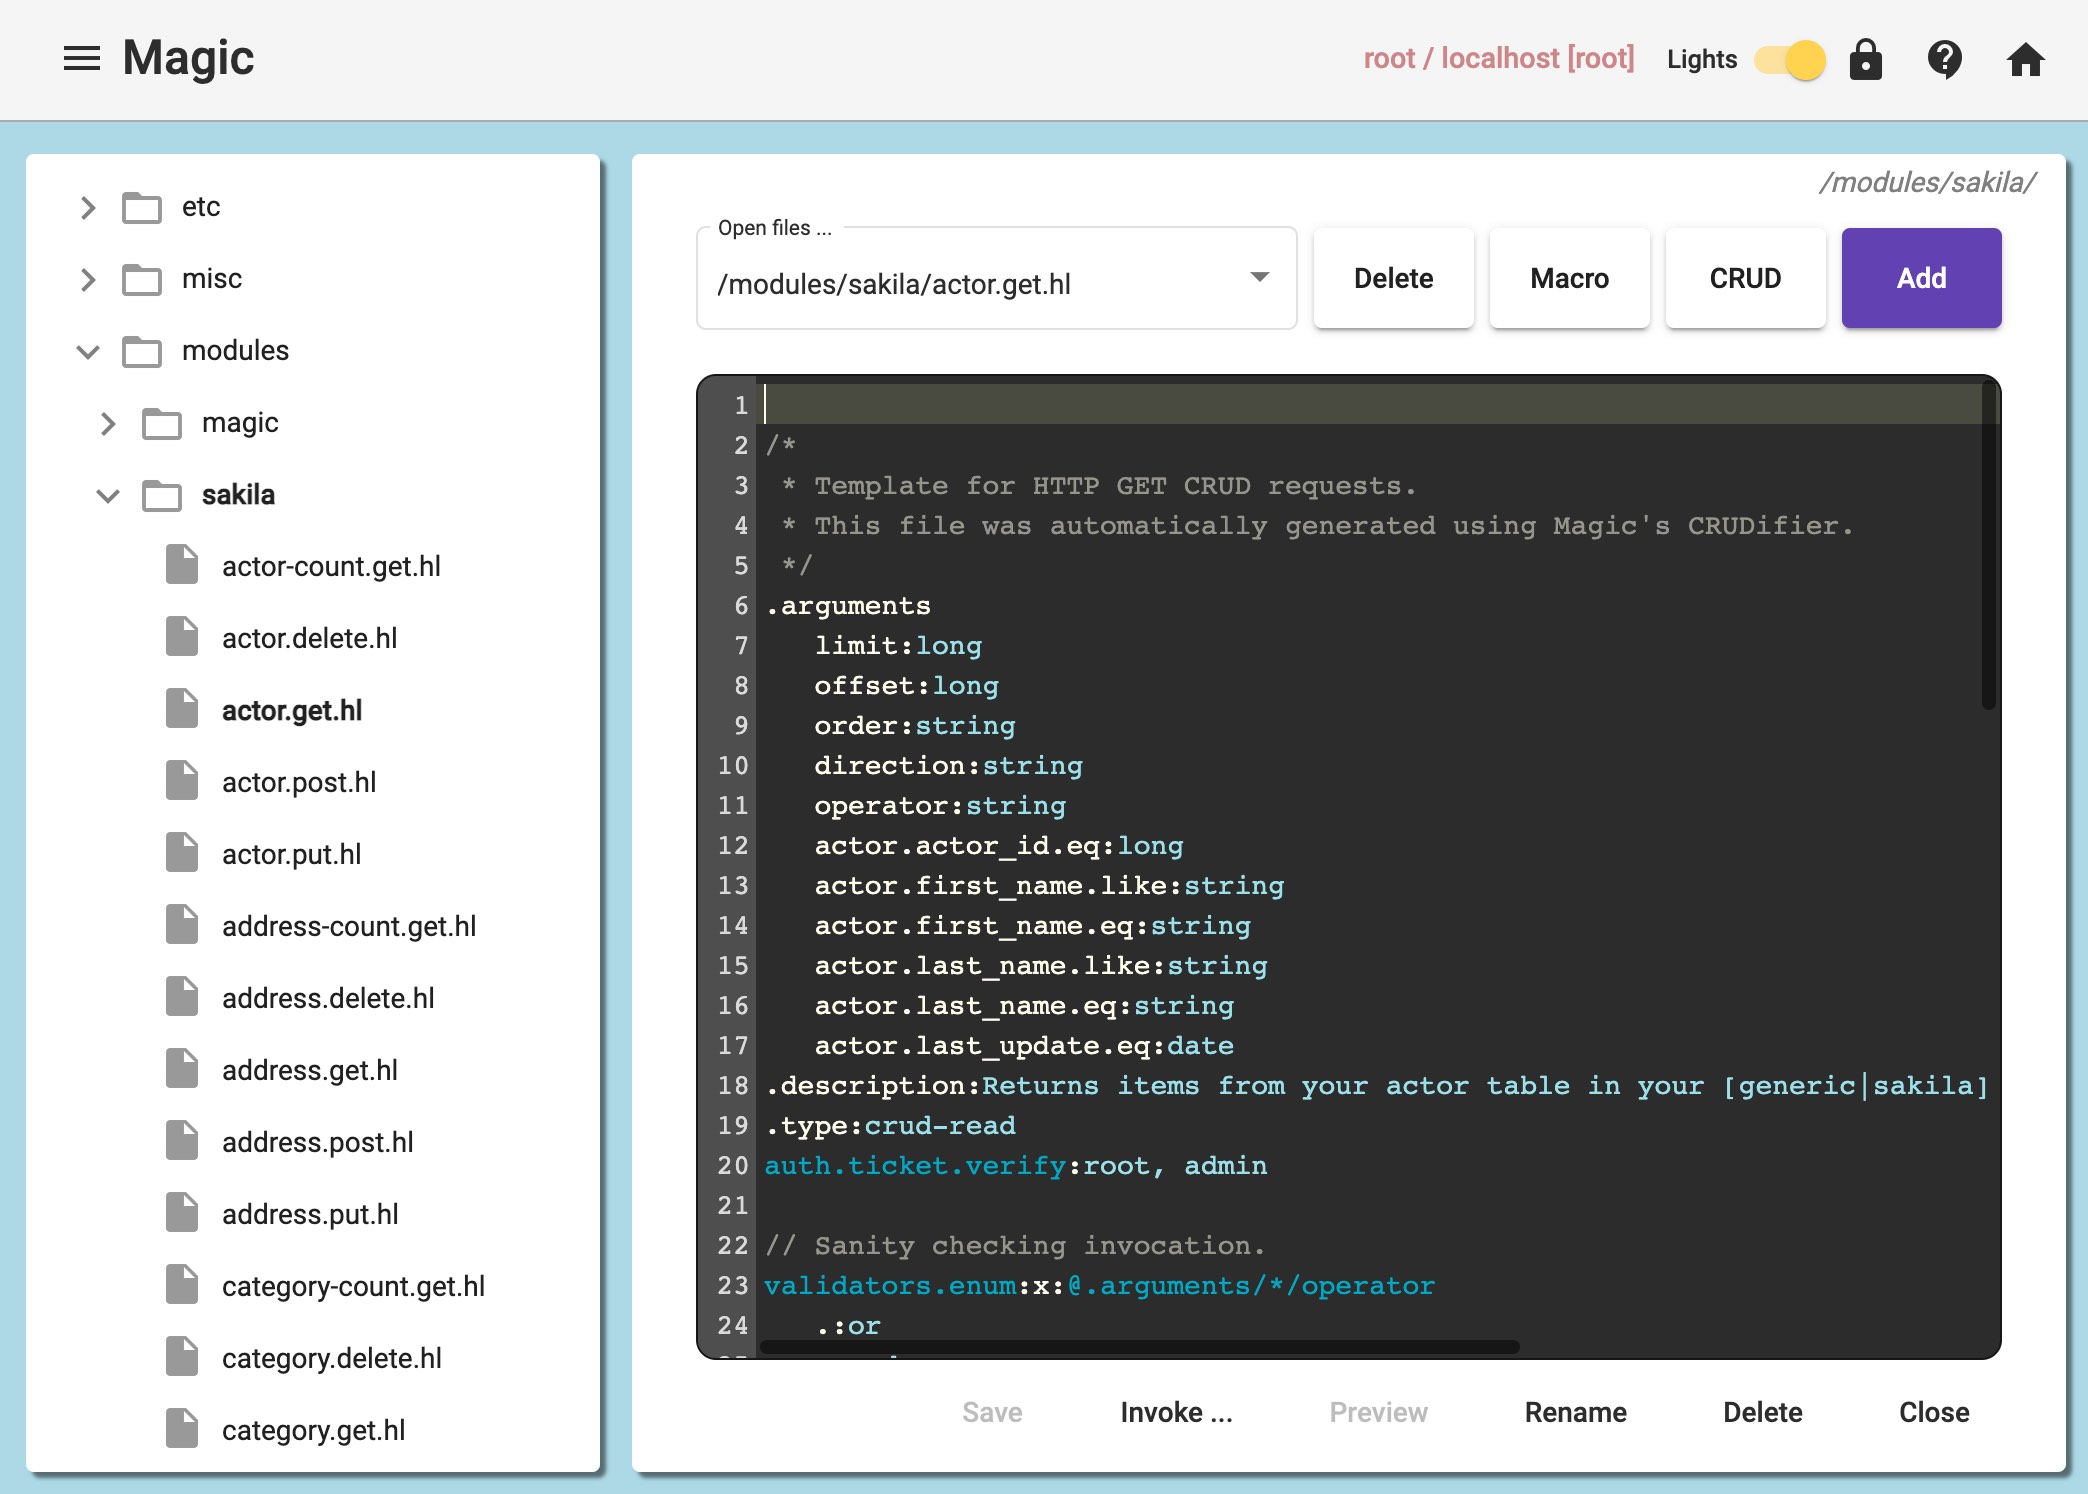 Magic
root / localhost [root]
Lights
etc
misc
modules
magic
sakila
actor-count.get.hl
actor.delete.hl
actor.get.hl
actor.post.hl
actor.put.hl
address-count.get.hl
address.delete.hl
address.get.hl
address.post.hl
address.put.hl
category-count.get.hl
category.delete.hl
category.get.hl
/modules/sakila/
Open files ...
/modules/sakila/actor.get.hl
Delete
Macro
CRUD
Add
1
2 /*
3  * Template for HTTP GET CRUD requests.
4  * This file was automatically generated using Magic's CRUDifier.
5  */
6 .arguments
7    limit:long
8    offset:long
9    order:string
10    direction:string
11    operator:string
12    actor.actor_id.eq:long
13    actor.first_name.like:string
14    actor.first_name.eq:string
15    actor.last_name.like:string
16    actor.last_name.eq:string
17    actor.last_update.eq:date
18 .description:Returns items from your actor table in your [generic|sakila]
19 .type:crud-read
20 auth.ticket.verify:root, admin
21
22 // Sanity checking invocation.
23 validators.enum:x:@.arguments/*/operator
24    .:or
Save
Invoke ...
Preview
Rename
Delete
Close